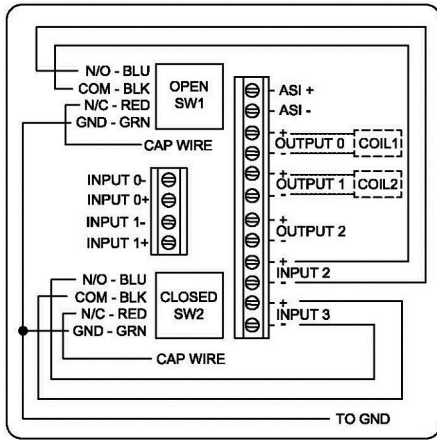 N/O - BLU
COM - BLK
N/C - RED
GND - GRN
OPEN
SW1
CAP WIRE
INPUT 0-
INPUT 0+
INPUT 1-
INPUT 1+
N/O - BLU
COM - BLK
N/C - RED
GND - GRN
CLOSED
SW2
CAP WIRE
ASI +
ASI -
+
OUTPUT 0
-
COIL1
+
OUTPUT 1
-
COIL2
+
OUTPUT 2
-
+
INPUT 2
-
+
INPUT 3
-
TO GND